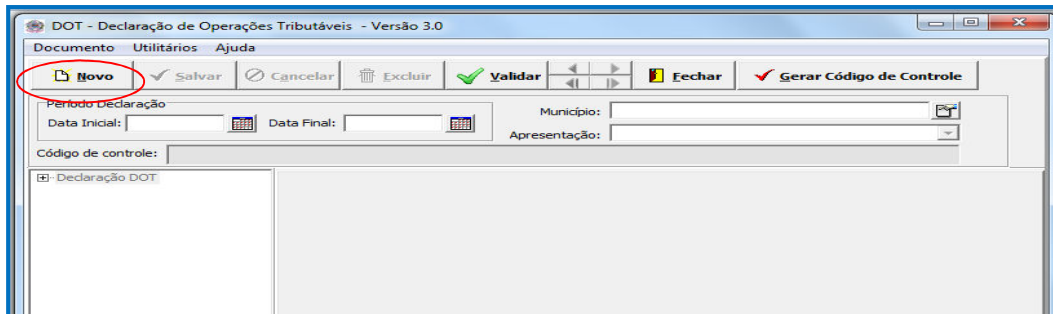 DOT - Declaração de Operações Tributáveis - Versão 3.0
Documento Utilitários Ajuda
Novo Salvar Cancelar Excluir Validar Fechar Gerar Código de Controle
Período Declaração
Data Inicial: Data Final: Município:
Apresentação:
Código de controle:
Declaração DOT